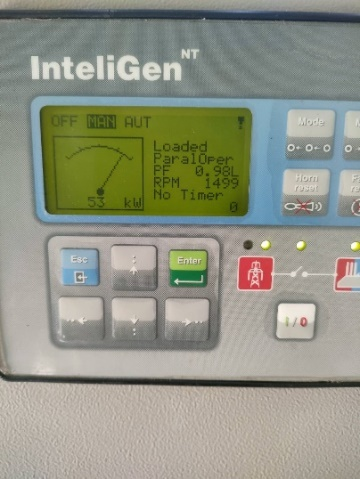 InteliGen NT
OFF MAN AUT !
Loaded
ParalOper
PF 0.98L
RPM 1499
No Timer
0
53 kW
Mode
Horn
reset
Esc
Enter
I/O